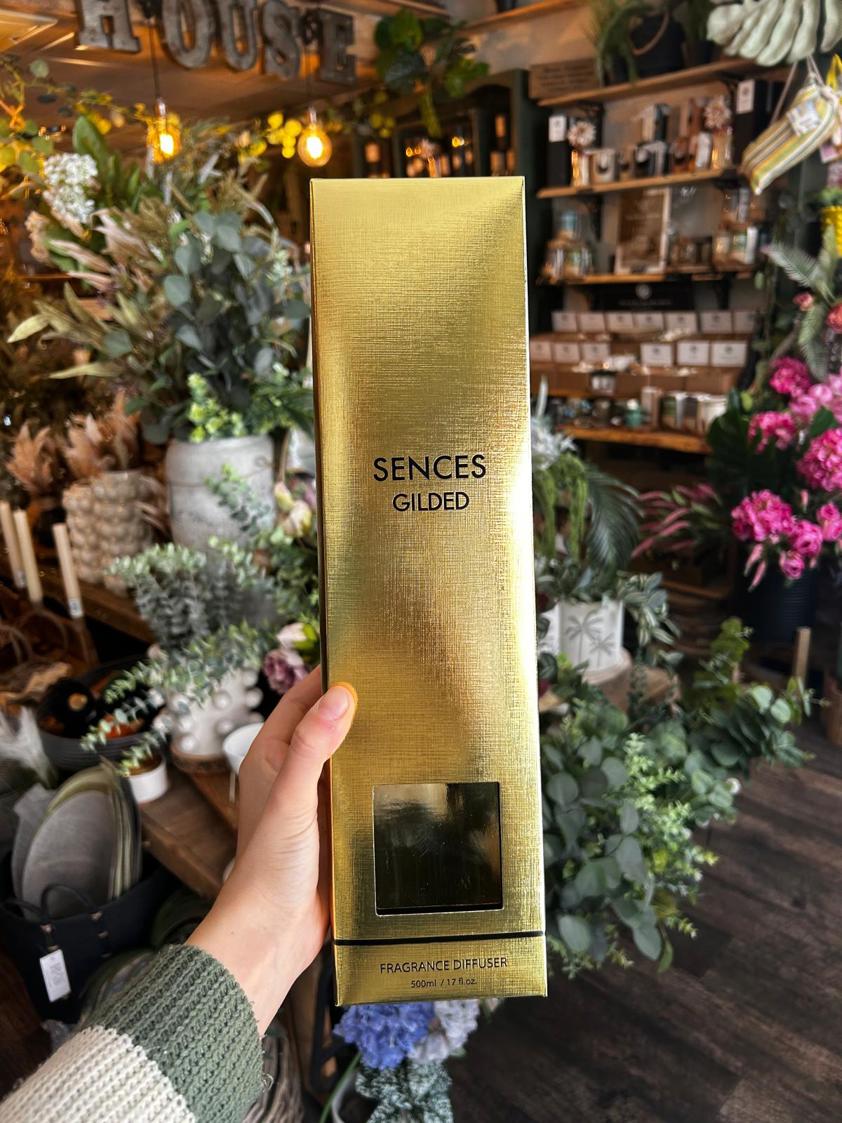 HOUSE
SENCES
GILDED
FRAGRANCE DIFFUSER
500ml / 17 fl.oz.